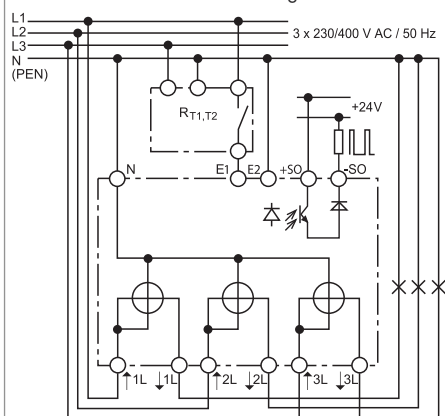 L1
L2
L3
N
(PEN)
3 x 230/400 V AC / 50 Hz
+24V
RT1,T2
N E1 E2 +SO -SO
↑1L ↓1L ↑2L ↓2L ↑3L ↓3L